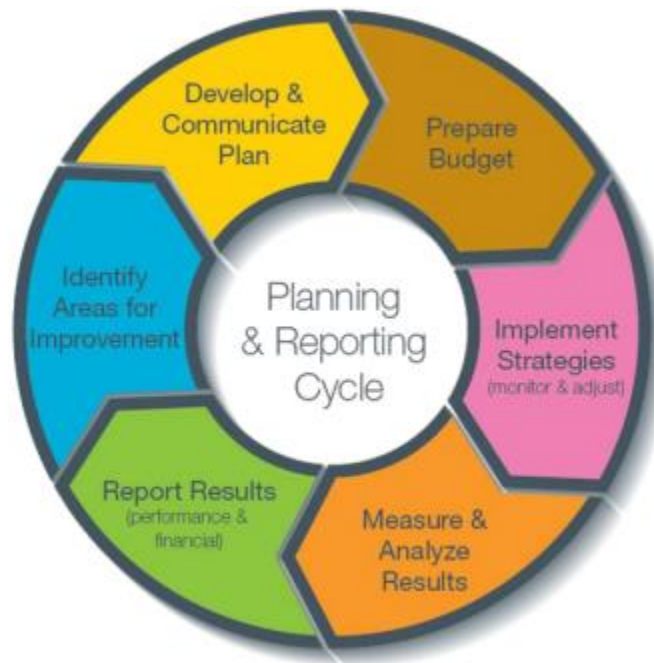 Develop &
Communicate
Plan
Prepare
Budget
Implement
Strategies
(monitor & adjust)
Measure &
Analyze
Results
Report Results
(performance &
financial)
Identify
Areas for
Improvement
Planning
& Reporting
Cycle